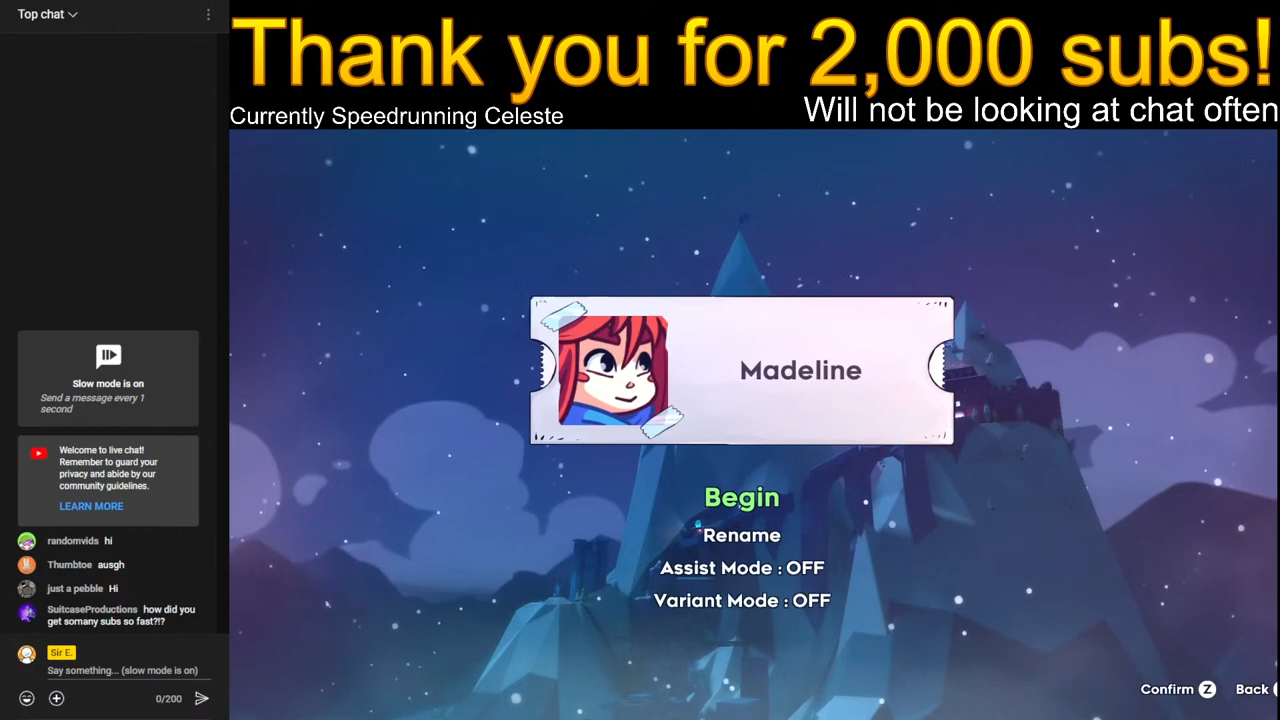 Top chat
Thank you for 2,000 subs!
Currently Speedrunning Celeste
Will not be looking at chat often
Slow mode is on
Send a message every 1
second
Welcome to live chat!
Remember to guard your
privacy and abide by our
community guidelines.
LEARN MORE
randomvids hi
Thumbtoe ausgh
just a pebble Hi
SuitcaseProductions how did you
get somany subs so fast?!?
Sir E.
Say something... (slow mode is on)
0/200
Madeline
Begin
Rename
Assist Mode : OFF
Variant Mode : OFF
Confirm Z
Back